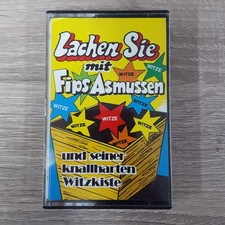 Lachen Sie
mit
Fips Asmussen
WITZE
WITZE
WITZE
WITZE
WITZE
WITZE
WITZE
und seiner
knallharten
Witzkiste